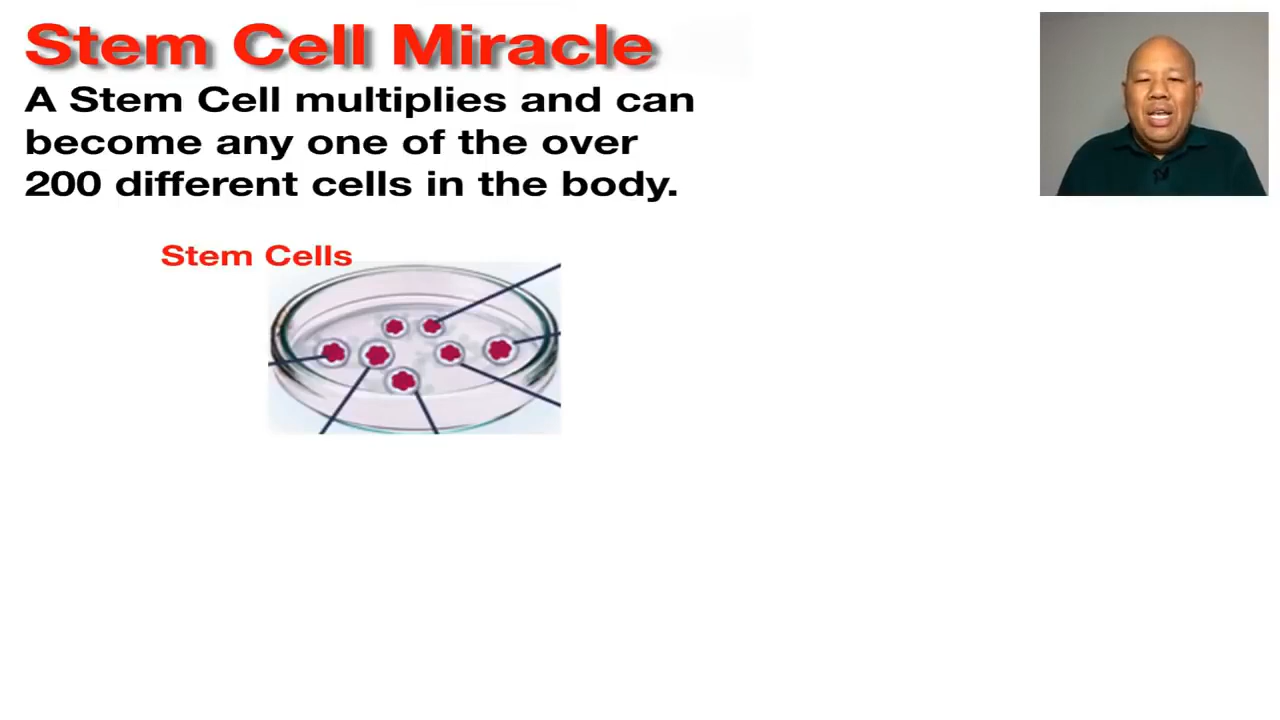 Stem Cell Miracle
A Stem Cell multiplies and can
become any one of the over
200 different cells in the body.
Stem Cells